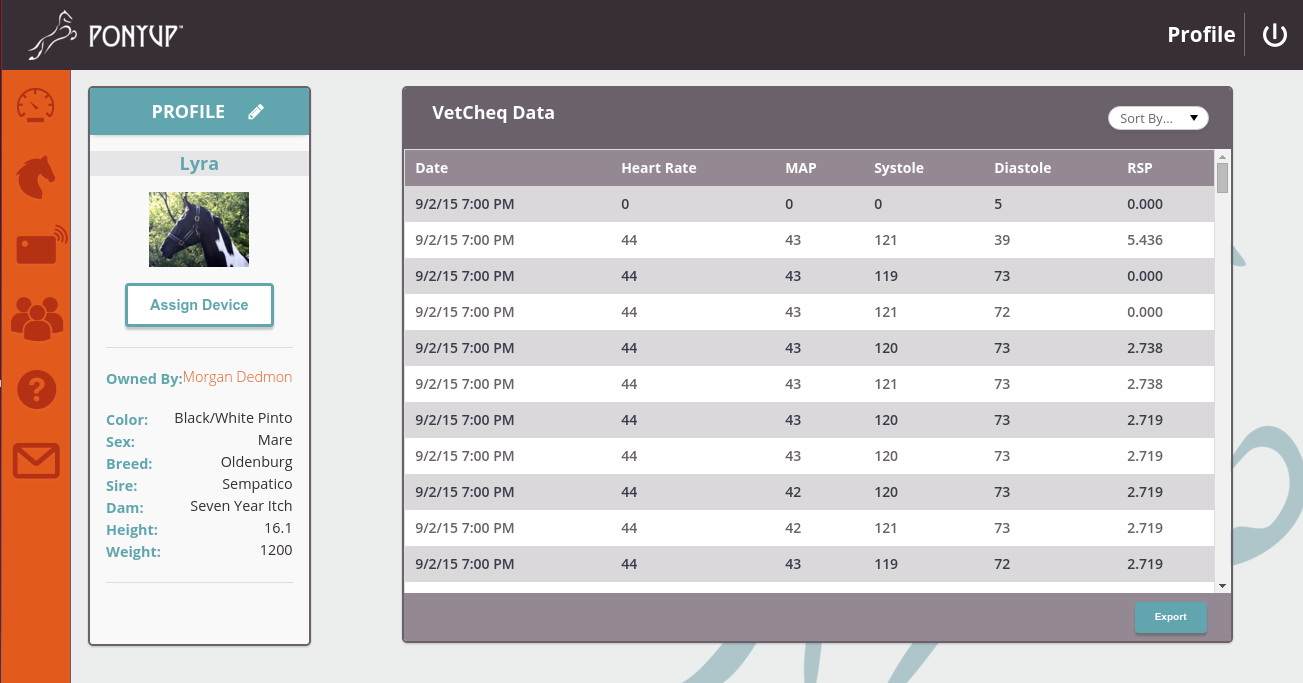 PONYUP™
Profile
PROFILE
Lyra
Assign Device
Owned By: Morgan Dedmon
Color: Black/White Pinto
Sex: Mare
Breed: Oldenburg
Sire: Sempatico
Dam: Seven Year Itch
Height: 16.1
Weight: 1200
VetCheq Data
Sort By...
Date Heart Rate MAP Systole Diastole RSP
9/2/15 7:00 PM 0 0 0 5 0.000
9/2/15 7:00 PM 44 43 121 39 5.436
9/2/15 7:00 PM 44 43 119 73 0.000
9/2/15 7:00 PM 44 43 121 72 0.000
9/2/15 7:00 PM 44 43 120 73 2.738
9/2/15 7:00 PM 44 43 121 73 2.738
9/2/15 7:00 PM 44 43 120 73 2.719
9/2/15 7:00 PM 44 43 120 73 2.719
9/2/15 7:00 PM 44 42 120 73 2.719
9/2/15 7:00 PM 44 42 121 73 2.719
9/2/15 7:00 PM 44 43 119 72 2.719
Export